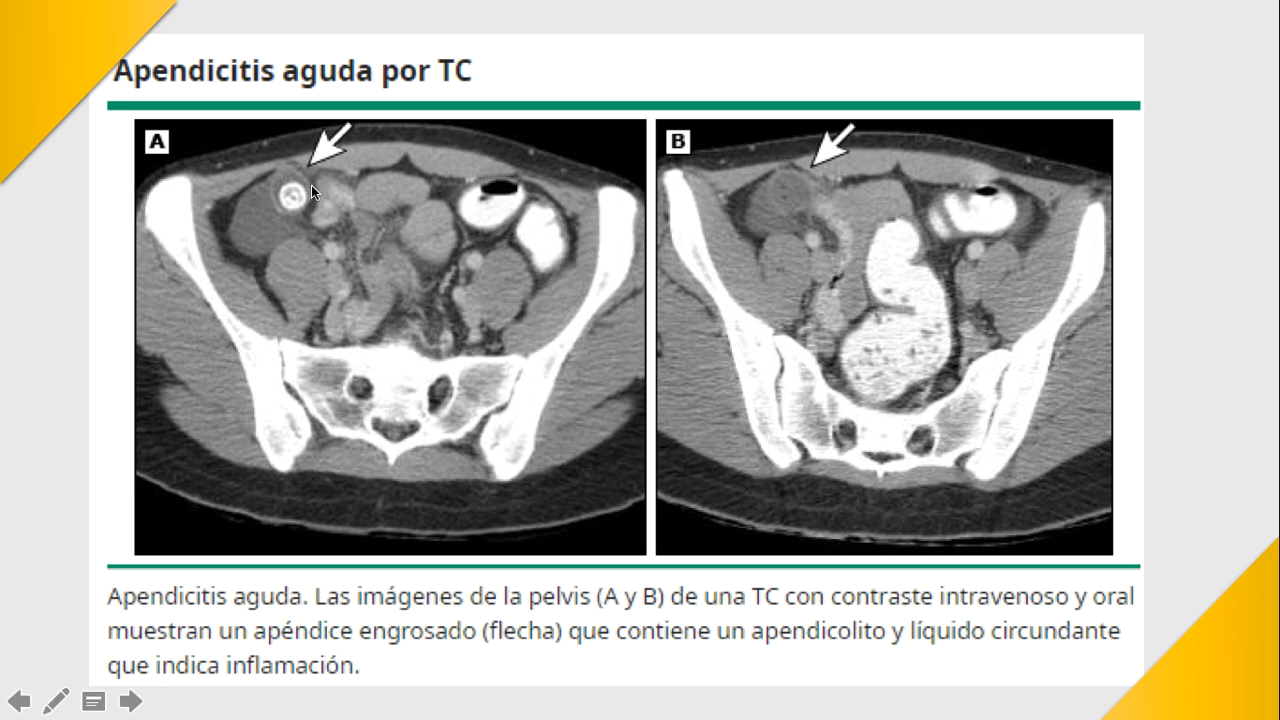 Apendicitis aguda por TC
A
B
Apendicitis aguda. Las imágenes de la pelvis (A y B) de una TC con contraste intravenoso y oral
muestran un apéndice engrosado (flecha) que contiene un apendicolito y líquido circundante
que indica inflamación.